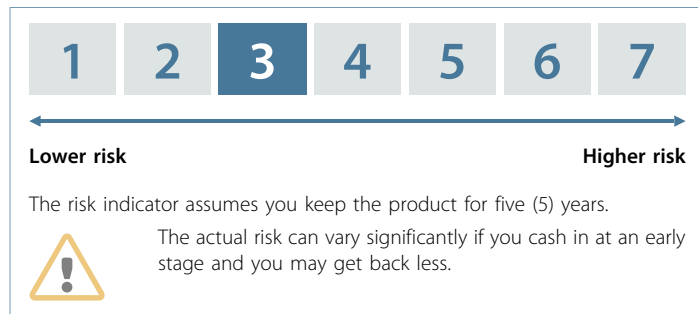 1 2 3 4 5 6 7
Lower risk Higher risk
The risk indicator assumes you keep the product for five (5) years.
The actual risk can vary significantly if you cash in at an early
stage and you may get back less.